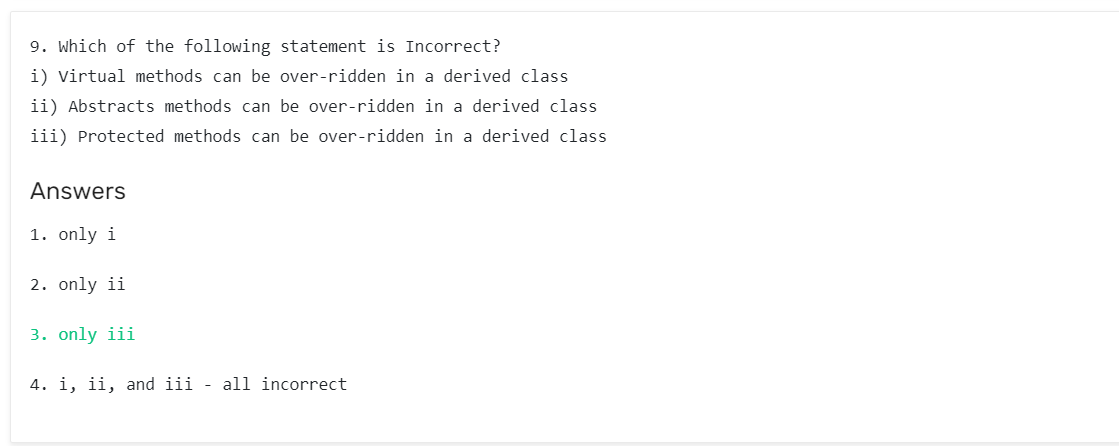 9. Which of the following statement is Incorrect?
i) Virtual methods can be over-ridden in a derived class
ii) Abstracts methods can be over-ridden in a derived class
iii) Protected methods can be over-ridden in a derived class
Answers
1. only i
2. only ii
3. only iii
4. i, ii, and iii - all incorrect